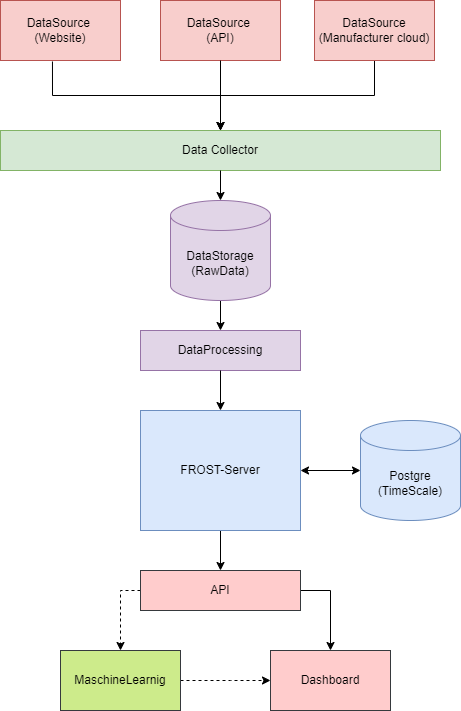 DataSource
(Website)
DataSource
(API)
DataSource
(Manufacturer cloud)
Data Collector
DataStorage
(RawData)
DataProcessing
FROST-Server
Postgre
(TimeScale)
API
MaschineLearnig
Dashboard